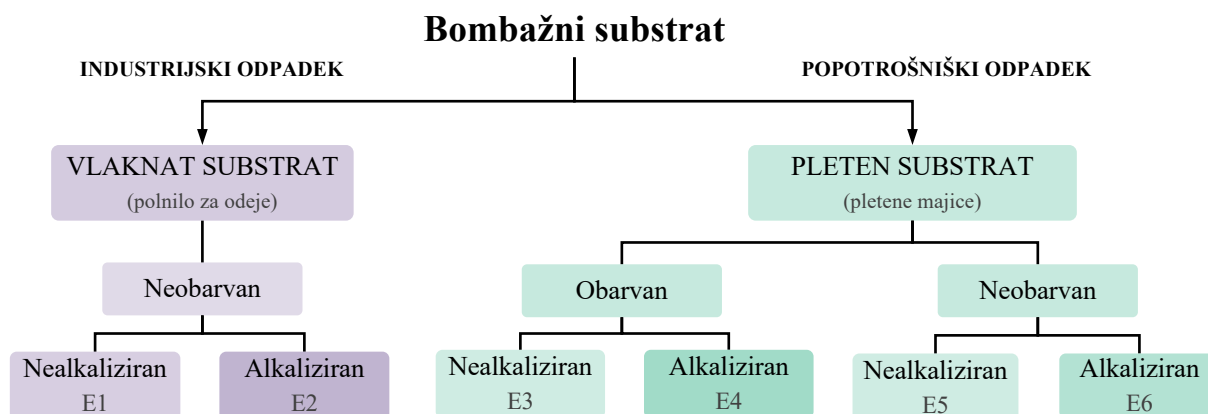 Bombažni substrat
INDUSTRIJSKI ODPADEK
POPOTROŠNIŠKI ODPADEK
VLAKNAT SUBSTRAT
(polnilo za odeje)
PLETEN SUBSTRAT
(pletene majice)
Neobarvan
Obarvan
Neobarvan
Nealkaliziran
E1
Alkaliziran
E2
Nealkaliziran
E3
Alkaliziran
E4
Nealkaliziran
E5
Alkaliziran
E6